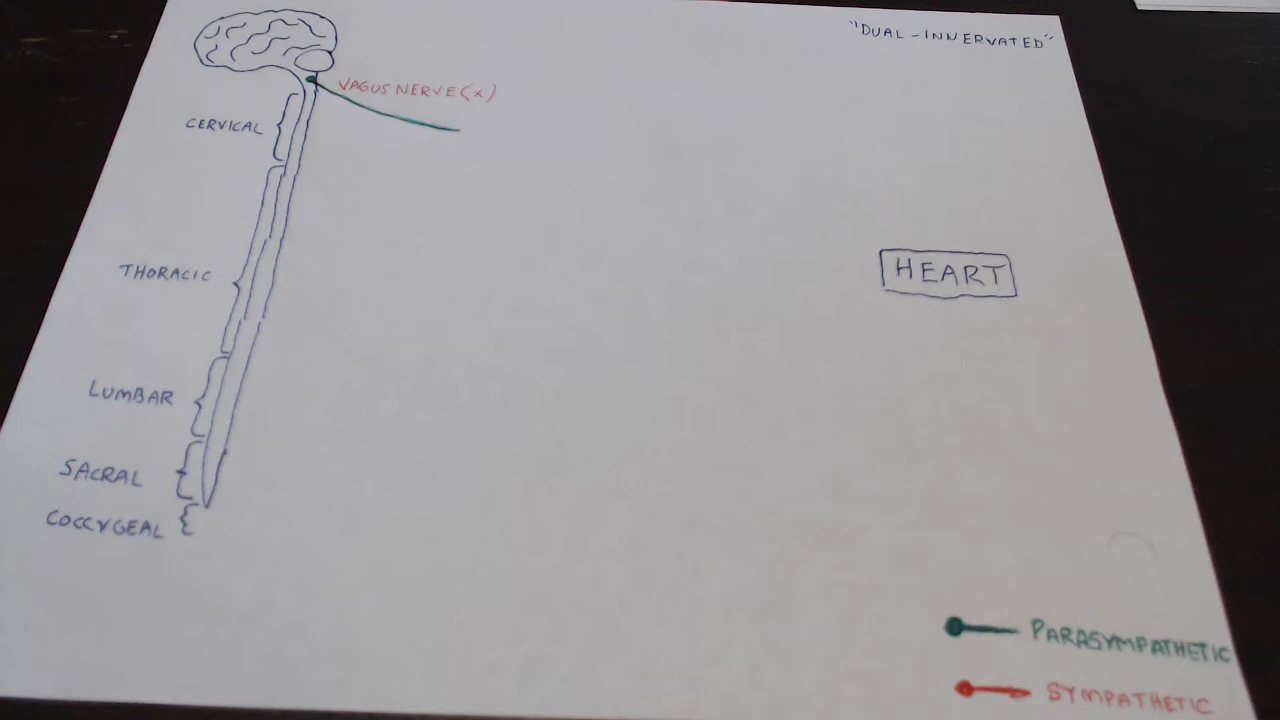 "DUAL-INNERVATED"
VAGUS NERVE (X)
CERVICAL
THORACIC
HEART
LUMBAR
SACRAL
COCCYGEAL
PARASYMPATHETIC
SYMPATHETIC